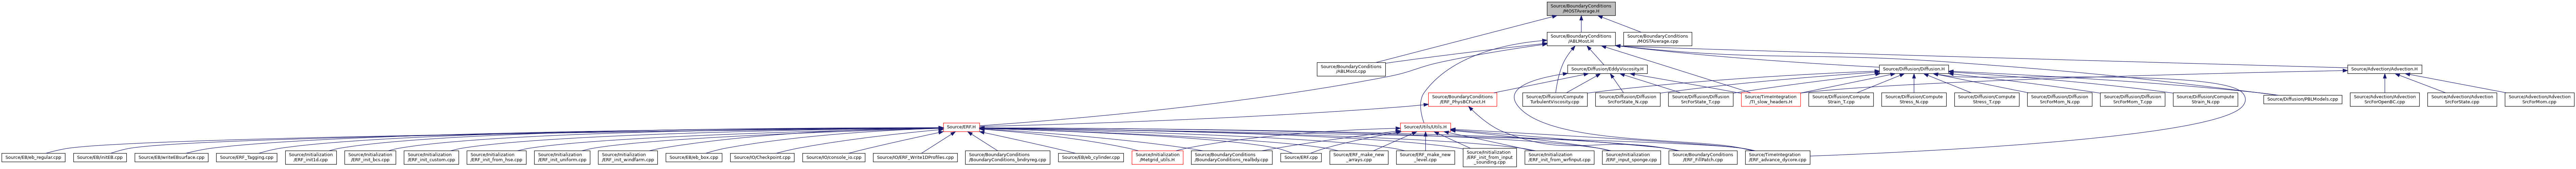 Source/BoundaryConditions
/MOSTAverage.H
Source/BoundaryConditions
/ABLMost.H
Source/BoundaryConditions
/MOSTAverage.cpp
Source/BoundaryConditions
/ABLMost.cpp
Source/Diffusion/EddyViscosity.H
Source/Diffusion/Diffusion.H
Source/Advection/Advection.H
Source/BoundaryConditions
/ERF_PhysBCFunct.H
Source/Diffusion/Compute
TurbulentViscosity.cpp
Source/Diffusion/Diffusion
SrcForState_N.cpp
Source/Diffusion/Diffusion
SrcForState_T.cpp
Source/TimeIntegration
/TI_slow_headers.H
Source/Diffusion/Compute
Strain_T.cpp
Source/Diffusion/Compute
Stress_N.cpp
Source/Diffusion/Compute
Stress_T.cpp
Source/Diffusion/Diffusion
SrcForMom_N.cpp
Source/Diffusion/Diffusion
SrcForMom_T.cpp
Source/Diffusion/Compute
Strain_N.cpp
Source/Diffusion/PBLModels.cpp
Source/Advection/Advection
SrcForOpenBC.cpp
Source/Advection/Advection
SrcForState.cpp
Source/Advection/Advection
SrcForMom.cpp
Source/ERF.H
Source/Utils/Utils.H
Source/EB/eb_regular.cpp
Source/EB/initEB.cpp
Source/EB/writeEBsurface.cpp
Source/ERF_Tagging.cpp
Source/Initialization
/ERF_init1d.cpp
Source/Initialization
/ERF_init_bcs.cpp
Source/Initialization
/ERF_init_custom.cpp
Source/Initialization
/ERF_init_from_hse.cpp
Source/Initialization
/ERF_init_uniform.cpp
Source/Initialization
/ERF_init_windfarm.cpp
Source/EB/eb_box.cpp
Source/IO/Checkpoint.cpp
Source/IO/console_io.cpp
Source/IO/ERF_Write1DProfiles.cpp
Source/BoundaryConditions
/BoundaryConditions_bndryreg.cpp
Source/EB/eb_cylinder.cpp
Source/Initialization
/Metgrid_utils.H
Source/BoundaryConditions
/BoundaryConditions_realbdy.cpp
Source/ERF.cpp
Source/ERF_make_new
_arrays.cpp
Source/ERF_make_new
_level.cpp
Source/Initialization
/ERF_init_from_input
_sounding.cpp
Source/Initialization
/ERF_init_from_wrfinput.cpp
Source/Initialization
/ERF_input_sponge.cpp
Source/BoundaryConditions
/ERF_FillPatch.cpp
Source/TimeIntegration
/ERF_advance_dycore.cpp